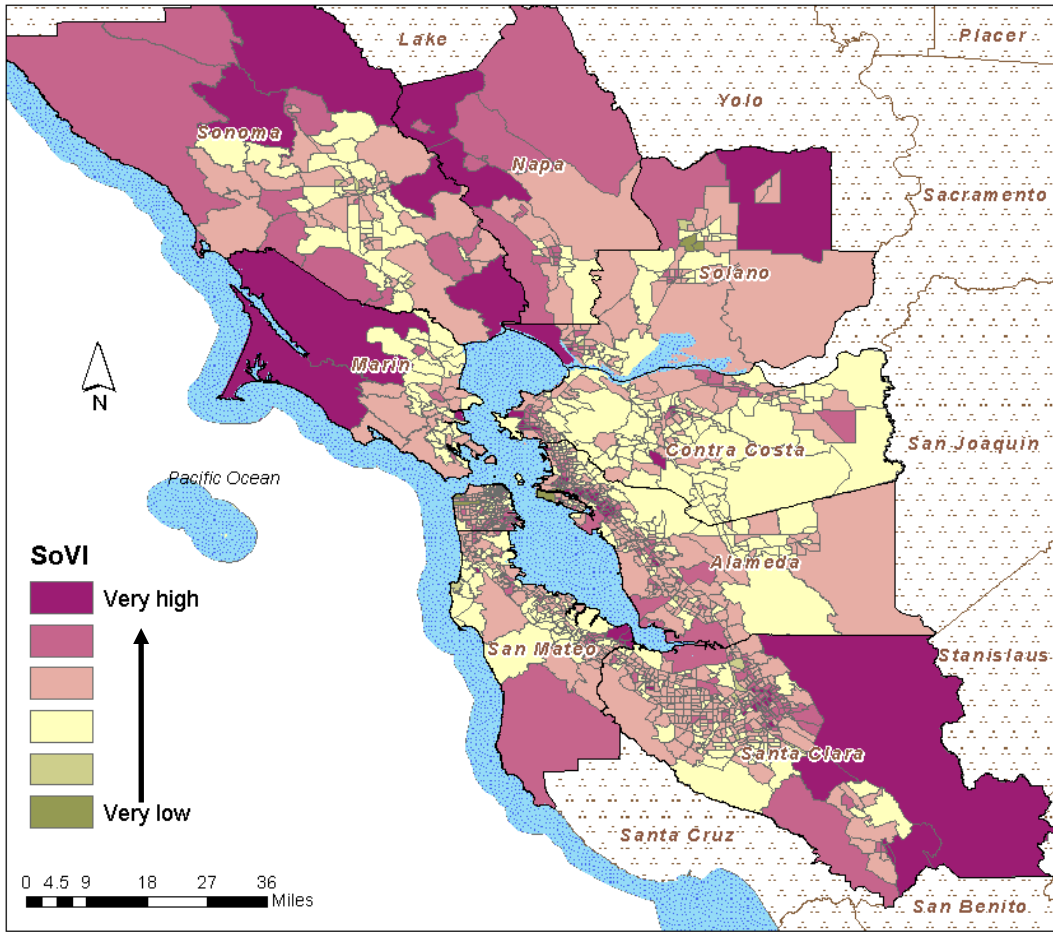 Lake
Placer
Yolo
Sonoma
Napa
Sacramento
Solano
Marin
Contra Costa
San Joaquin
Pacific Ocean
N
Alameda
San Mateo
Stanislaus
Santa Clara
Santa Cruz
San Benito
SoVI
Very high
Very low
0 4.5 9 18 27 36
Miles